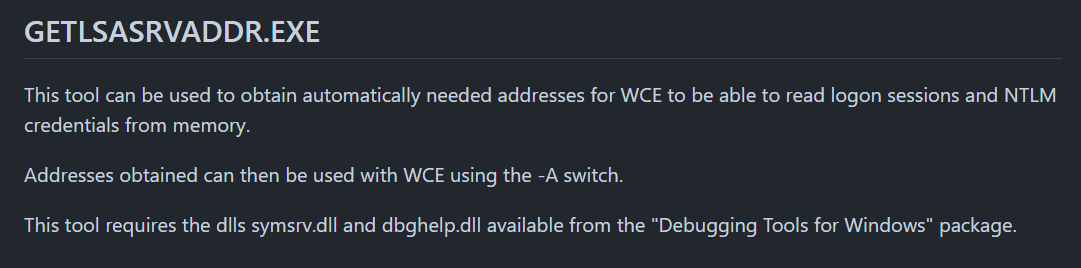 GETLSASRVADDR.EXE
This tool can be used to obtain automatically needed addresses for WCE to be able to read logon sessions and NTLM
credentials from memory.
Addresses obtained can then be used with WCE using the -A switch.
This tool requires the dlls symsrv.dll and dbghelp.dll available from the "Debugging Tools for Windows" package.